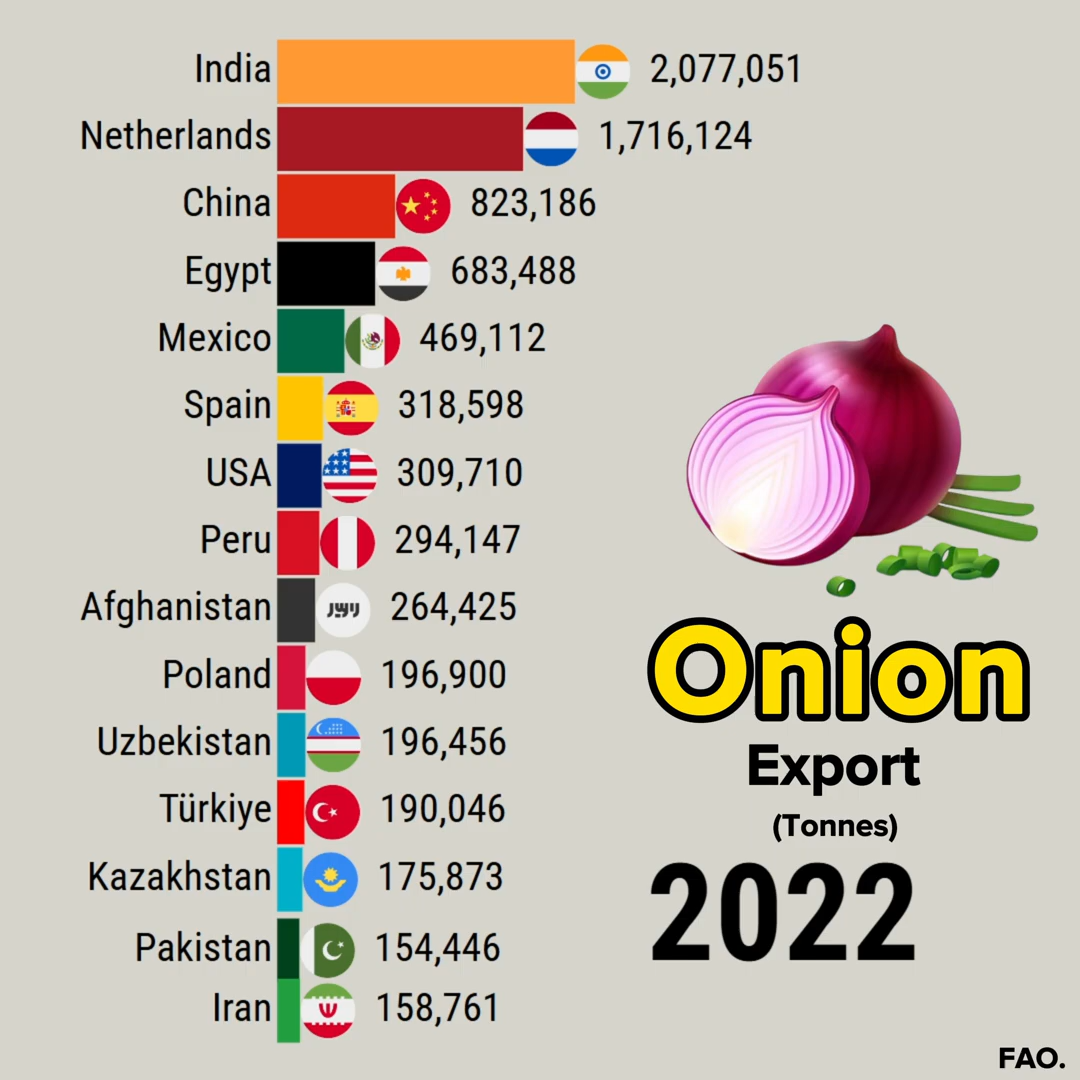 India 2,077,051
Netherlands 1,716,124
China 823,186
Egypt 683,488
Mexico 469,112
Spain 318,598
USA 309,710
Peru 294,147
Afghanistan 264,425
Poland 196,900
Uzbekistan 196,456
Türkiye 190,046
Kazakhstan 175,873
Pakistan 154,446
Iran 158,761
Onion
Export
(Tonnes)
2022
FAO.